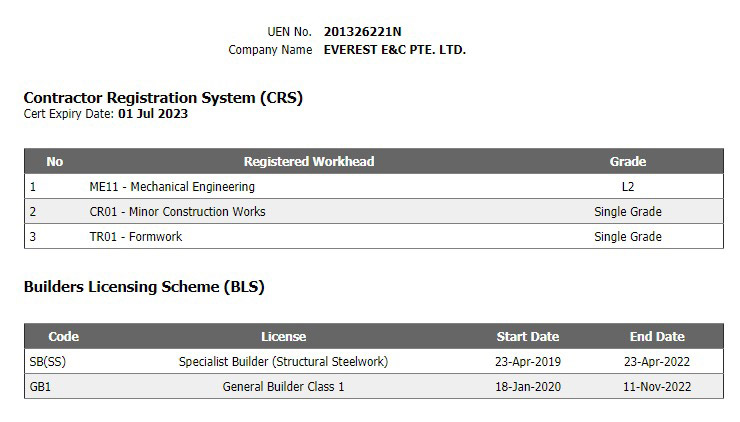 UEN No. 201326221N
Company Name EVEREST E&C PTE. LTD.
Contractor Registration System (CRS)
Cert Expiry Date: 01 Jul 2023
No Registered Workhead Grade
1 ME11 - Mechanical Engineering L2
2 CR01 - Minor Construction Works Single Grade
3 TR01 - Formwork Single Grade
Builders Licensing Scheme (BLS)
Code License Start Date End Date
SB(SS) Specialist Builder (Structural Steelwork) 23-Apr-2019 23-Apr-2022
GB1 General Builder Class 1 18-Jan-2020 11-Nov-2022